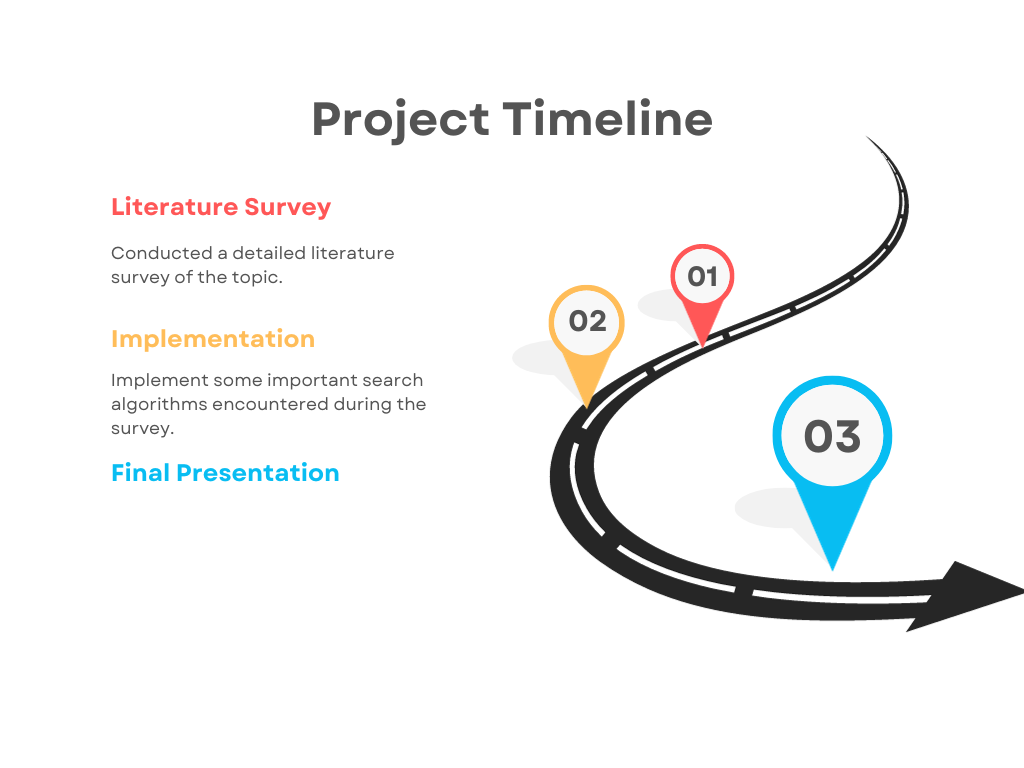 Project Timeline
Literature Survey
Conducted a detailed literature
survey of the topic.
Implementation
Implement some important search
algorithms encountered during the
survey.
Final Presentation
01
02
03